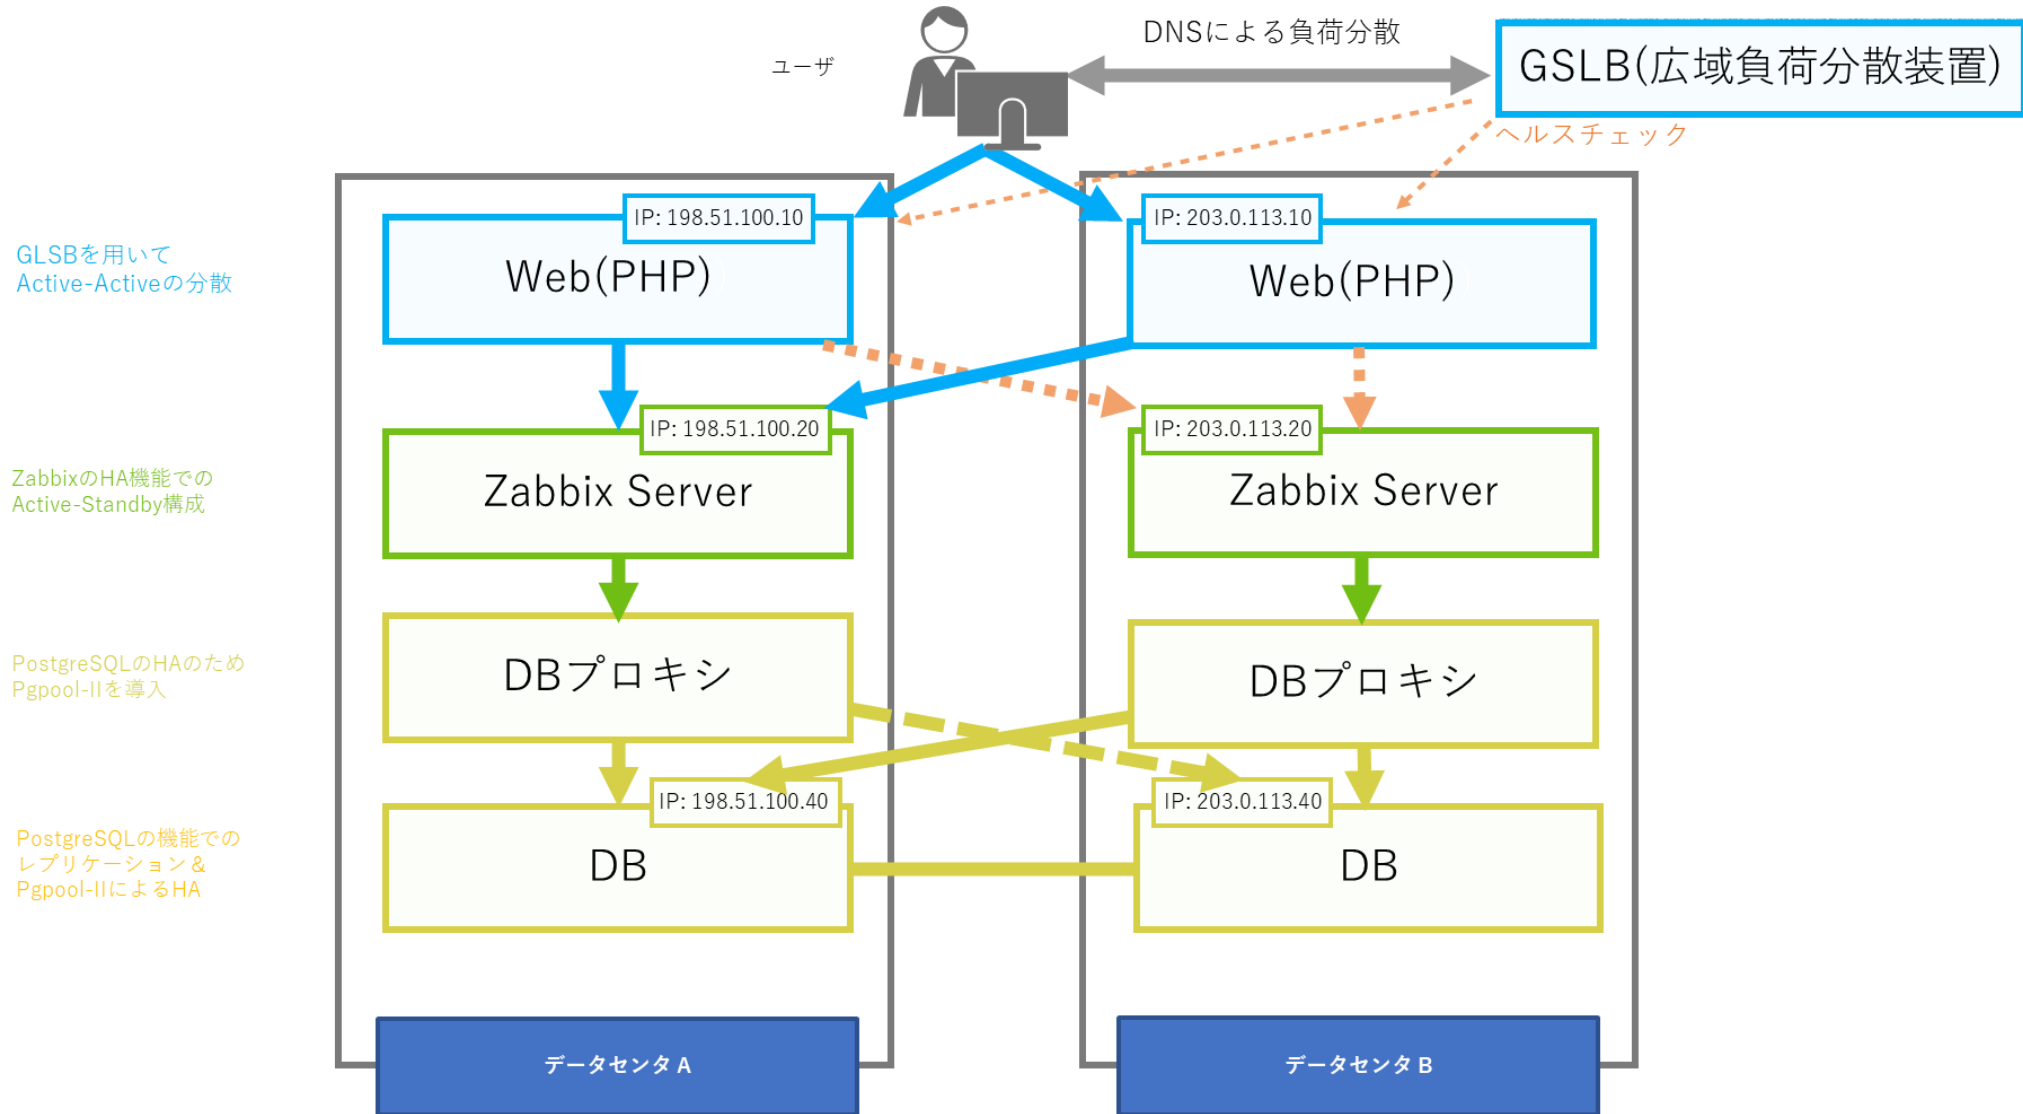 DNSによる負荷分散
ユーザ
GSLB(広域負荷分散装置)
ヘルスチェック
IP: 198.51.100.10
IP: 203.0.113.10
GLSBを用いて
Active-Activeの分散
Web(PHP)
Web(PHP)
IP: 198.51.100.20
IP: 203.0.113.20
ZabbixのHA機能での
Active-Standby構成
Zabbix Server
Zabbix Server
PostgreSQLのHAのため
Pgpool-IIを導入
DBプロキシ
DBプロキシ
IP: 198.51.100.40
IP: 203.0.113.40
PostgreSQLの機能での
レプリケーション&
Pgpool-IIによるHA
DB
DB
データセンタ A
データセンタ B